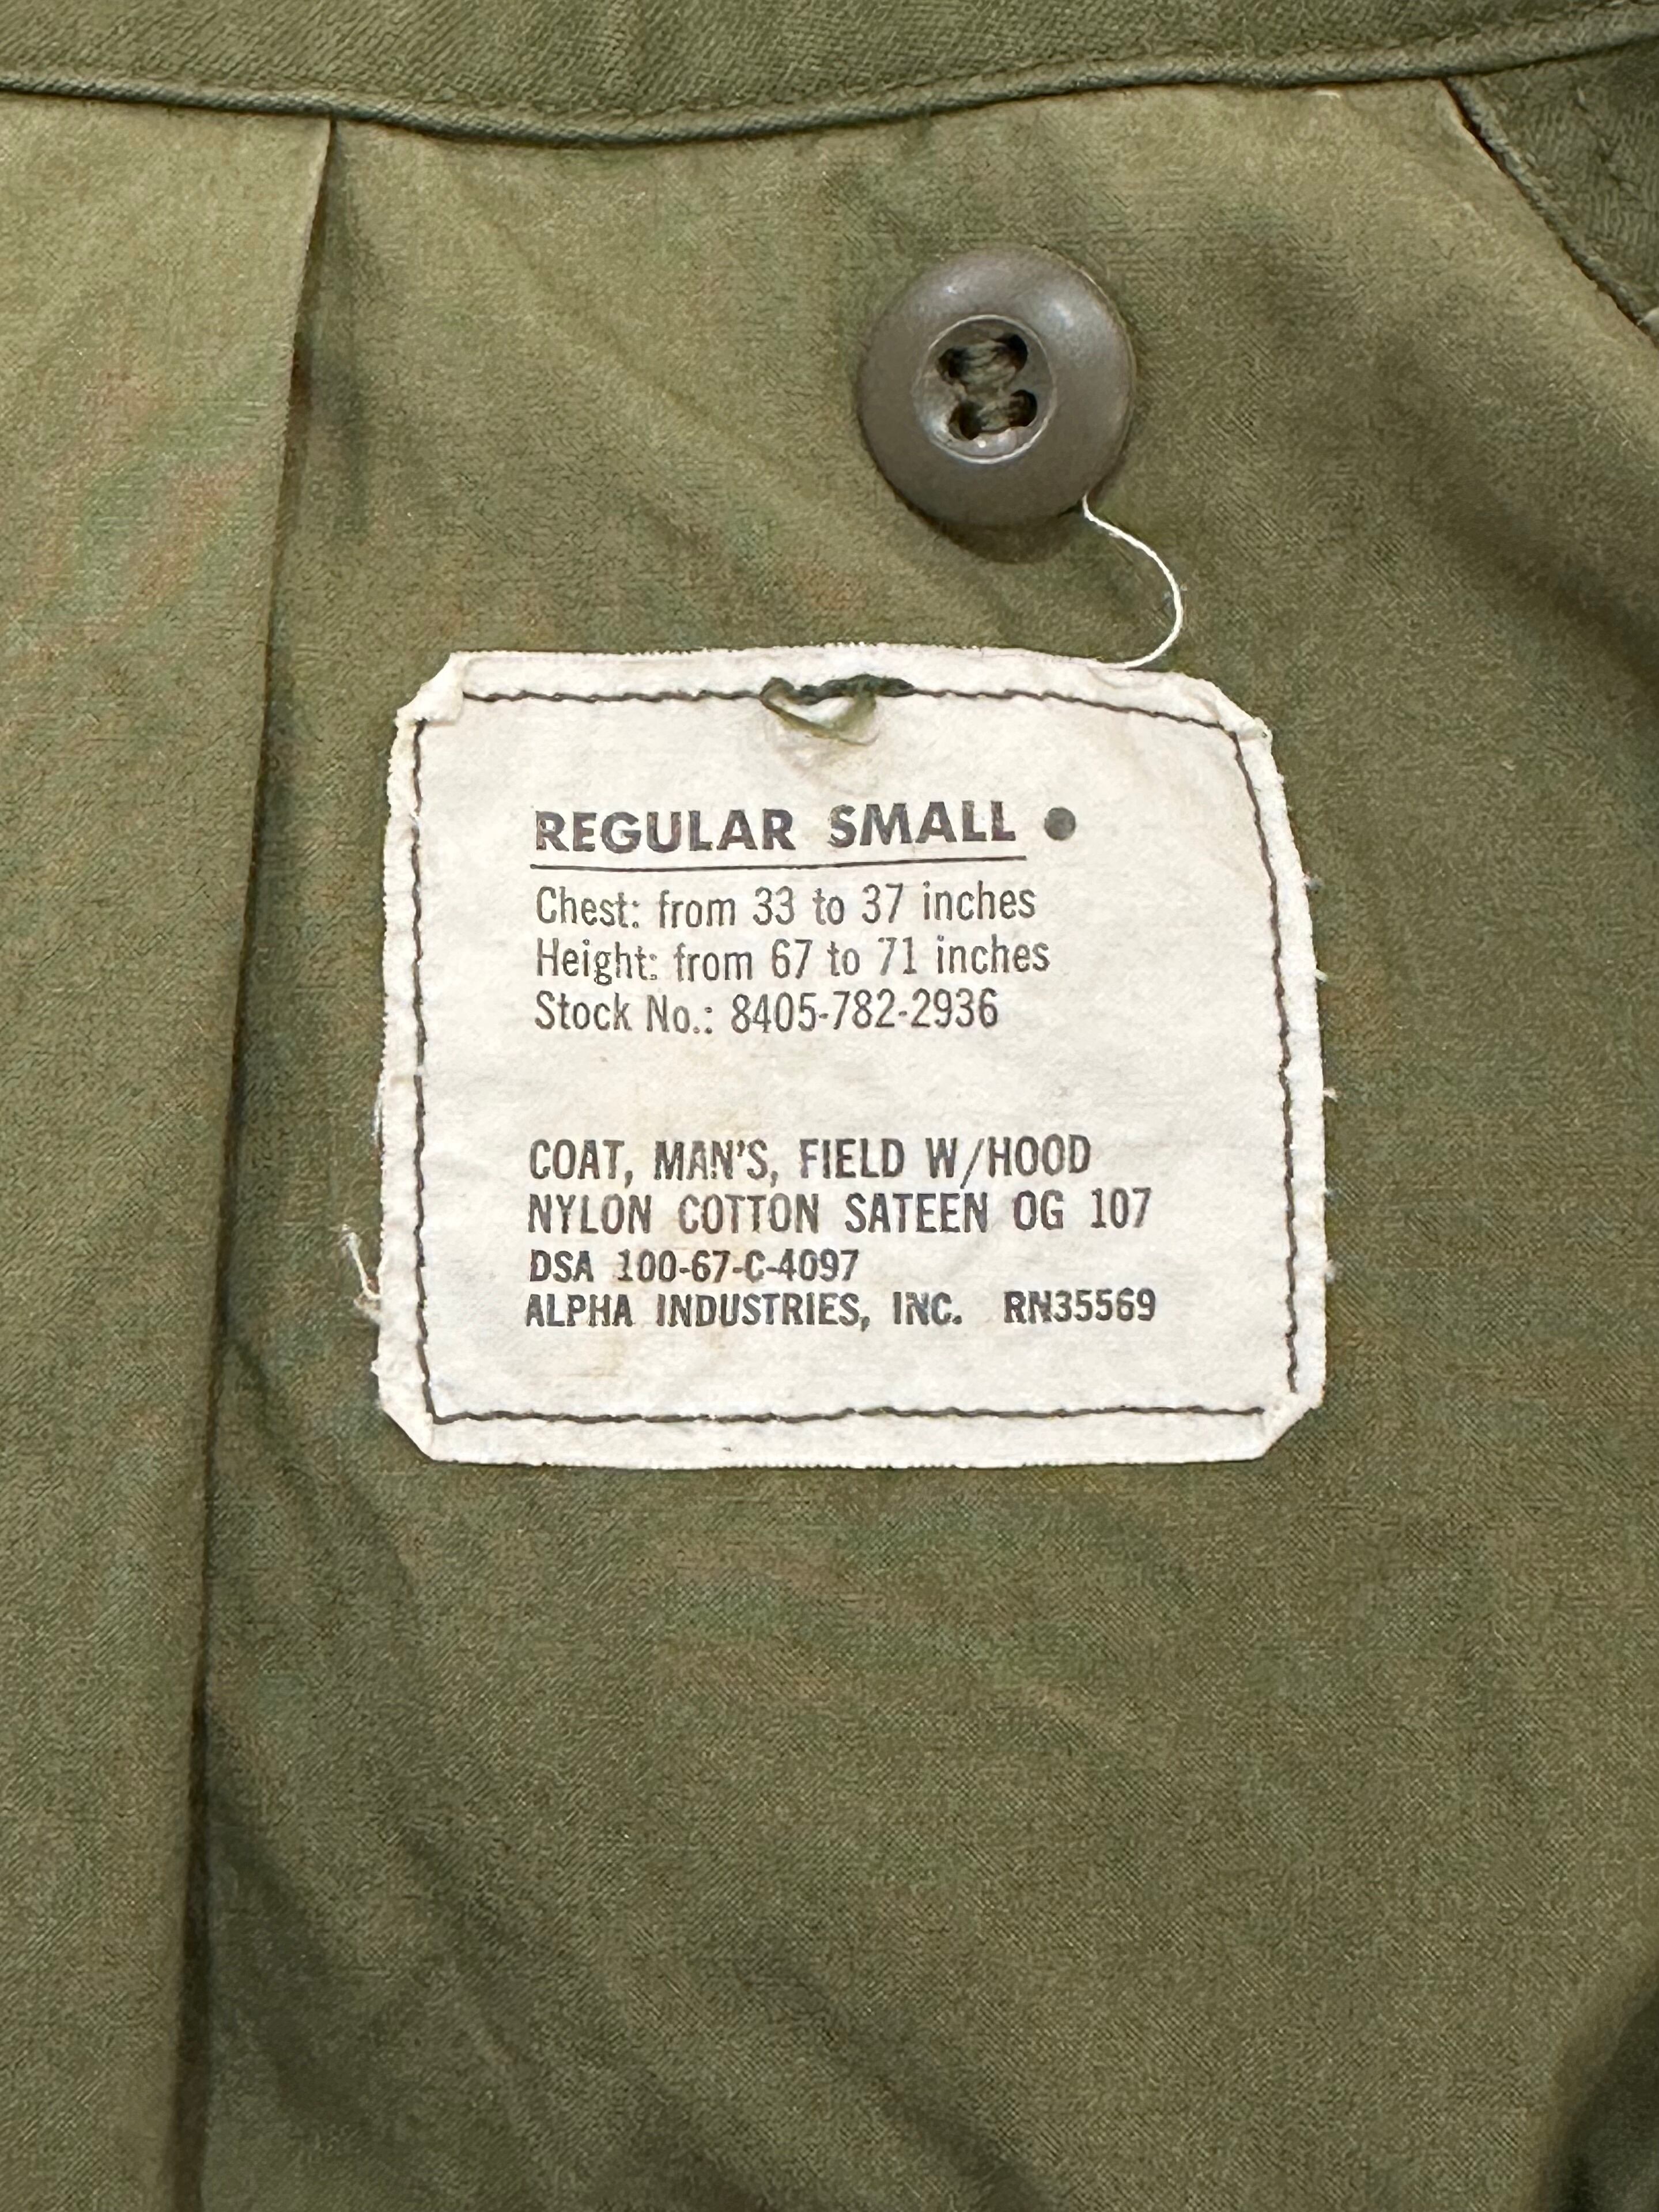 REGULAR SMALL ●
Chest: from 33 to 37 inches
Height: from 67 to 71 inches
Stock No.: 8405-782-2936
COAT, MAN'S, FIELD W/HOOD
NYLON COTTON SATEEN OG 107
DSA 100-67-C-4097
ALPHA INDUSTRIES, INC. RN35569